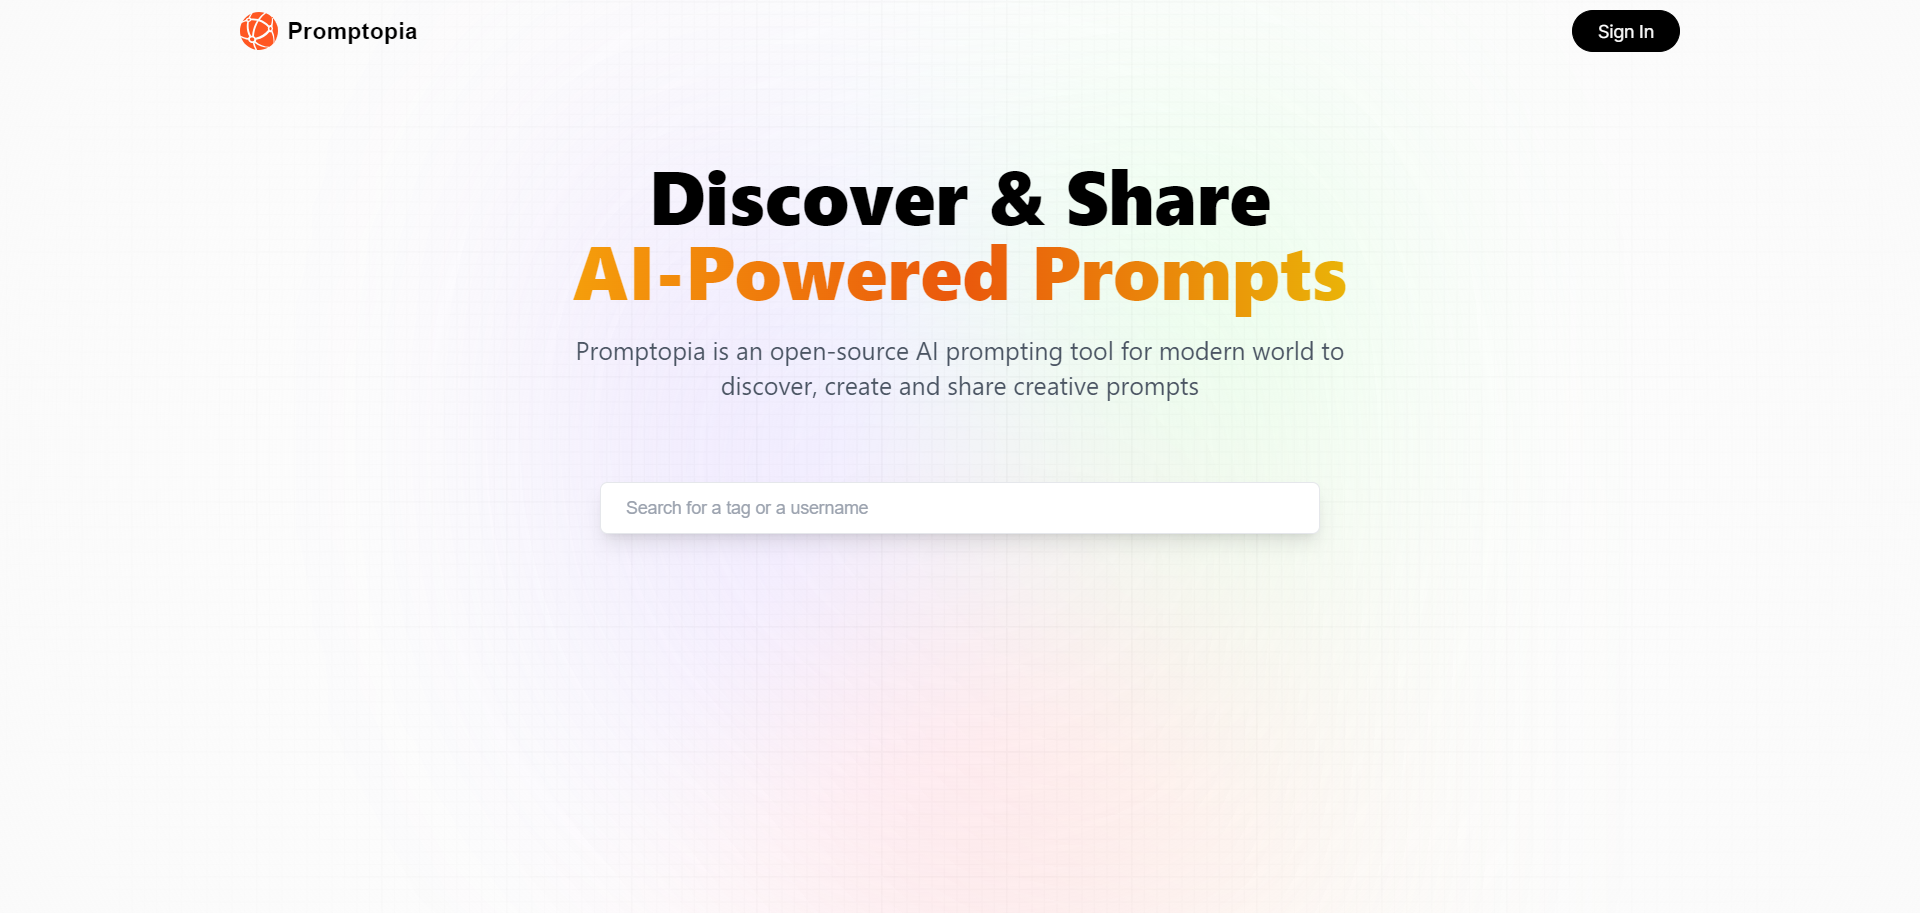 Promptopia
Sign In
Discover & Share
AI-Powered Prompts
Promptopia is an open-source AI prompting tool for modern world to
discover, create and share creative prompts
Search for a tag or a username